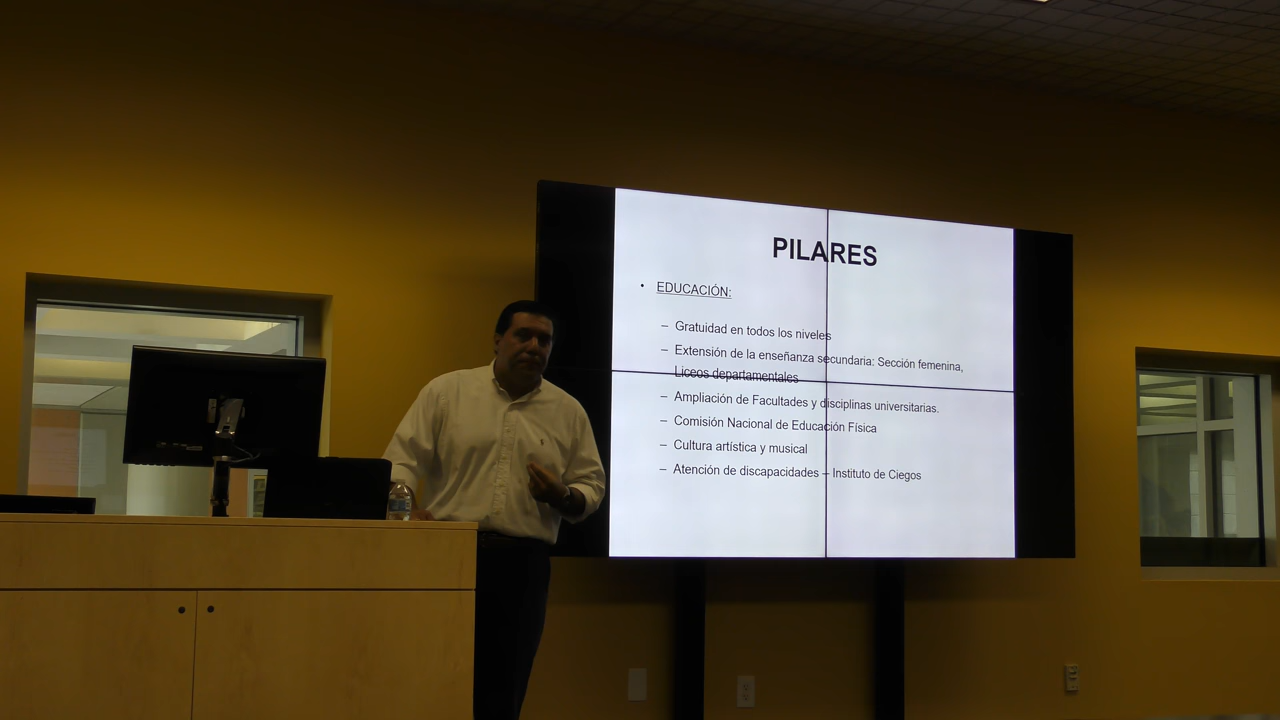 PILARES
• EDUCACIÓN:
– Gratuidad en todos los niveles
– Extensión de la enseñanza secundaria: Sección femenina,
Liceos departamentales
– Ampliación de Facultades y disciplinas universitarias.
– Comisión Nacional de Educación Física
– Cultura artística y musical
– Atención de discapacidades – Instituto de Ciegos